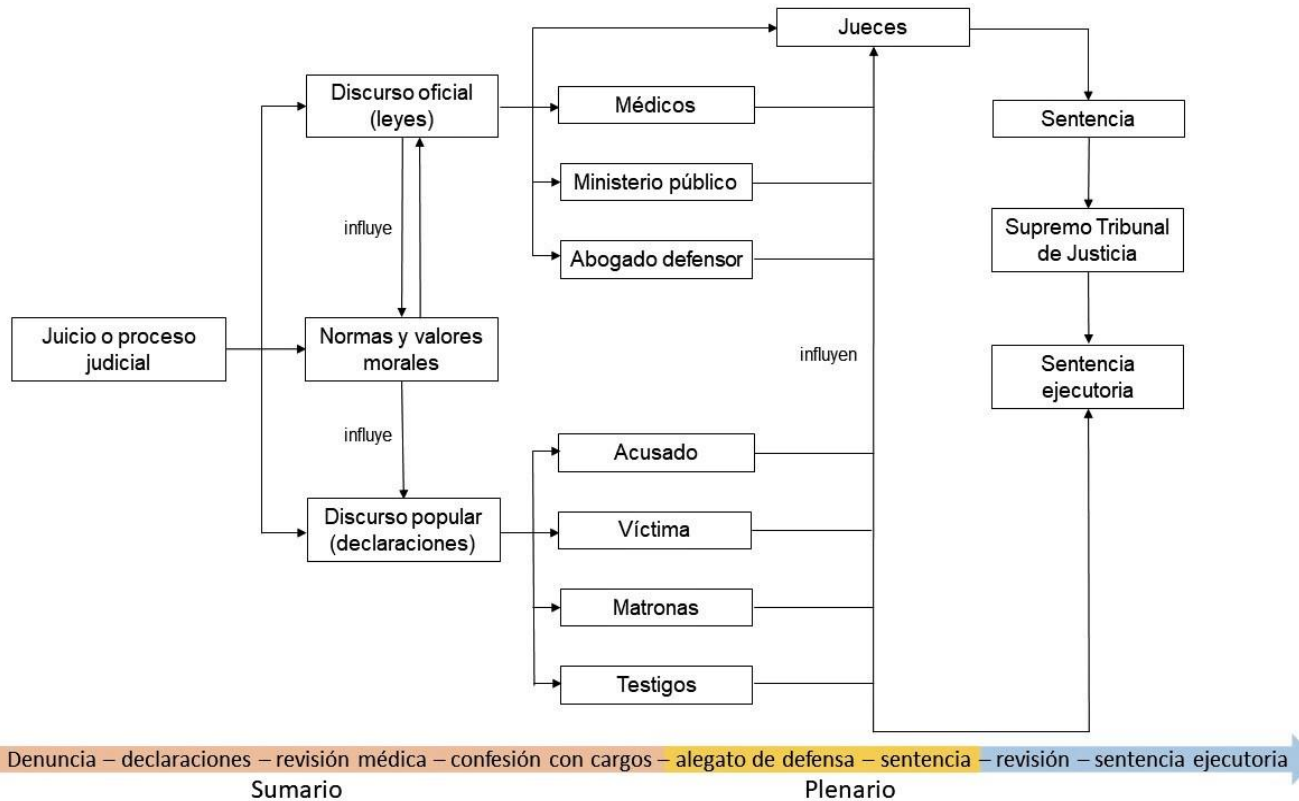 Jueces
Discurso oficial
(leyes)
Médicos
Sentencia
Ministerio público
influye
Supremo Tribunal
de Justicia
Abogado defensor
Juicio o proceso
judicial
Normas y valores
morales
influyen
Sentencia
ejecutoria
influye
Acusado
Discurso popular
(declaraciones)
Víctima
Matronas
Testigos
Denuncia – declaraciones – revisión médica – confesión con cargos – alegato de defensa – sentencia – revisión – sentencia ejecutoria
Sumario
Plenario